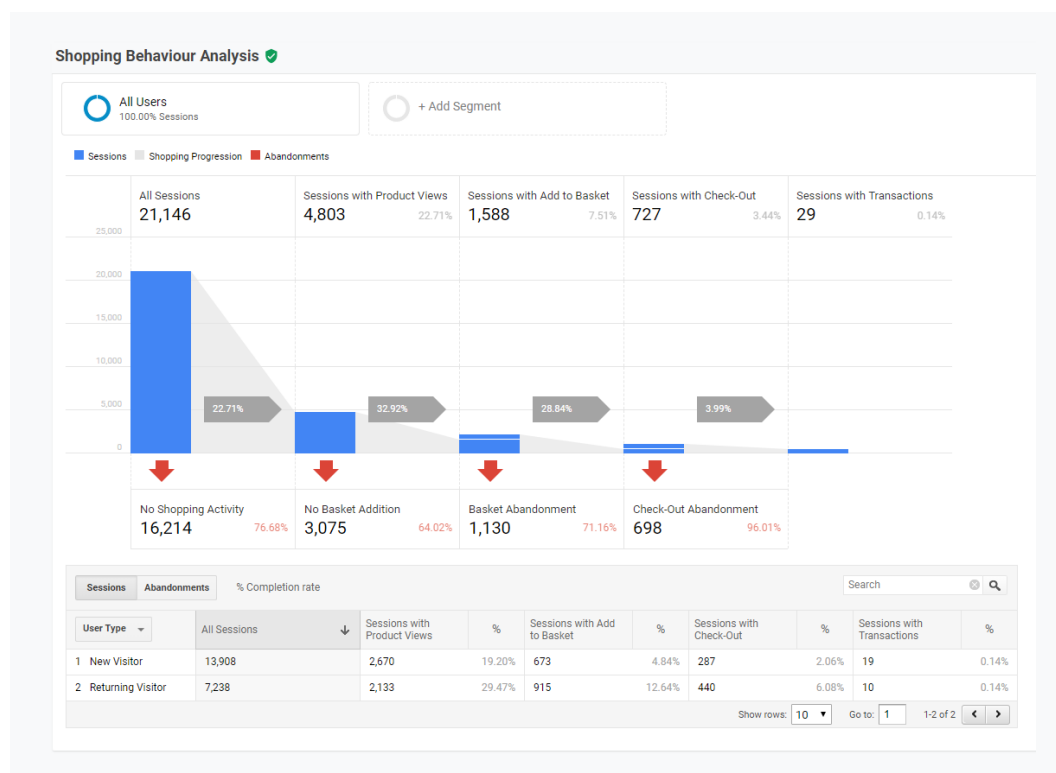 Shopping Behaviour Analysis
All Users
100.00% Sessions
+ Add Segment
Sessions Shopping Progression Abandonments
All Sessions Sessions with Product Views Sessions with Add to Basket Sessions with Check-Out Sessions with Transactions
21,146 4,803 22.71% 1,588 7.51% 727 3.44% 29 0.14%
25,000
20,000
15,000
10,000
5,000
22.71% 32.92% 28.84% 3.99%
0
No Shopping Activity No Basket Addition Basket Abandonment Check-Out Abandonment
16,214 76.68% 3,075 64.02% 1,130 71.16% 698 96.01%
Sessions Abandonments % Completion rate Search
User Type All Sessions Sessions with Product Views % Sessions with Add to Basket % Sessions with Check-Out % Sessions with Transactions %
1 New Visitor 13,908 2,670 19.20% 673 4.84% 287 2.06% 19 0.14%
2 Returning Visitor 7,238 2,133 29.47% 915 12.64% 440 6.08% 10 0.14%
Show rows: 10 Go to: 1 1-2 of 2